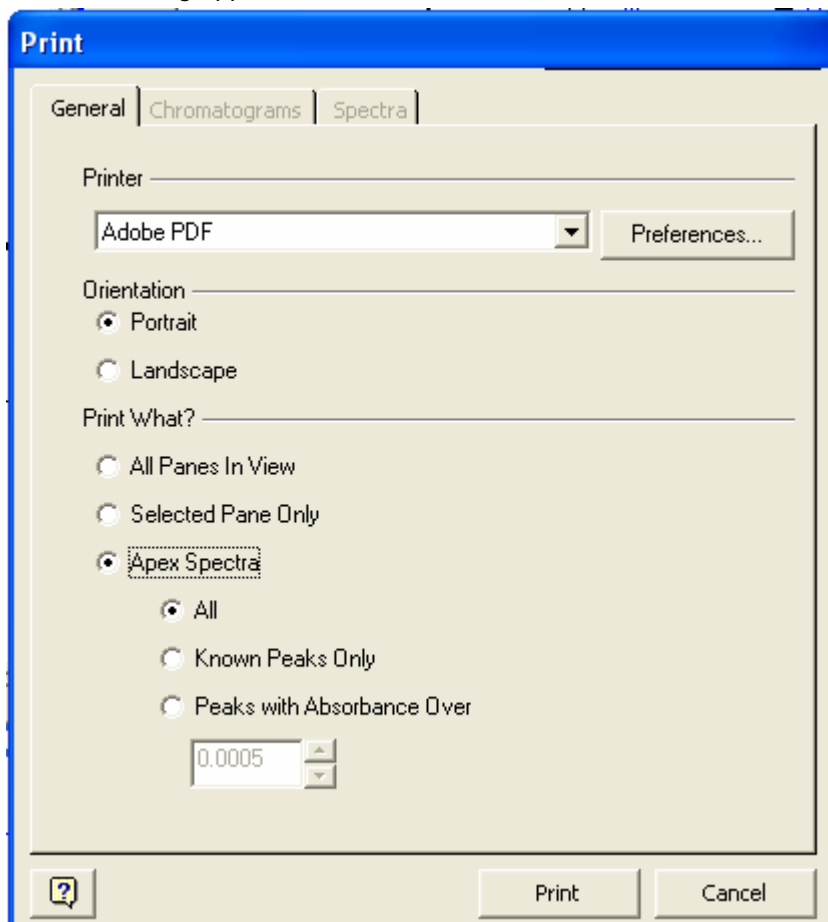 Print
General Chromatograms Spectra
Printer
Adobe PDF Preferences...
Orientation
Portrait
Landscape
Print What?
All Panes In View
Selected Pane Only
Apex Spectra
All
Known Peaks Only
Peaks with Absorbance Over
0.0005
? Print Cancel